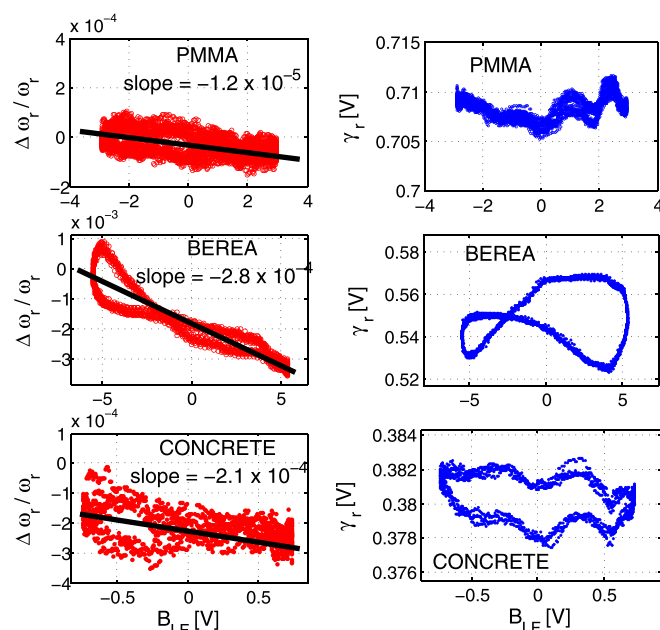 x 10⁻⁴
4
2
0
−2
−4 −2 0 2 4
Δ ω_r / ω_r
PMMA
slope = −1.2 x 10⁻⁵
0.715
0.71
0.705
0.7
−4 −2 0 2 4
γ_r [V]
PMMA
x 10⁻³
1
0
−1
−2
−3
−5 0 5
Δ ω_r / ω_r
BEREA
slope = −2.8 x 10⁻⁴
0.58
0.56
0.54
0.52
−5 0 5
γ_r [V]
BEREA
x 10⁻⁴
1
0
−1
−2
−3
−4
−0.5 0 0.5
Δ ω_r / ω_r
B_LE [V]
CONCRETE
slope = −2.1 x 10⁻⁴
0.384
0.382
0.38
0.378
0.376
−0.5 0 0.5
γ_r [V]
B_LE [V]
CONCRETE